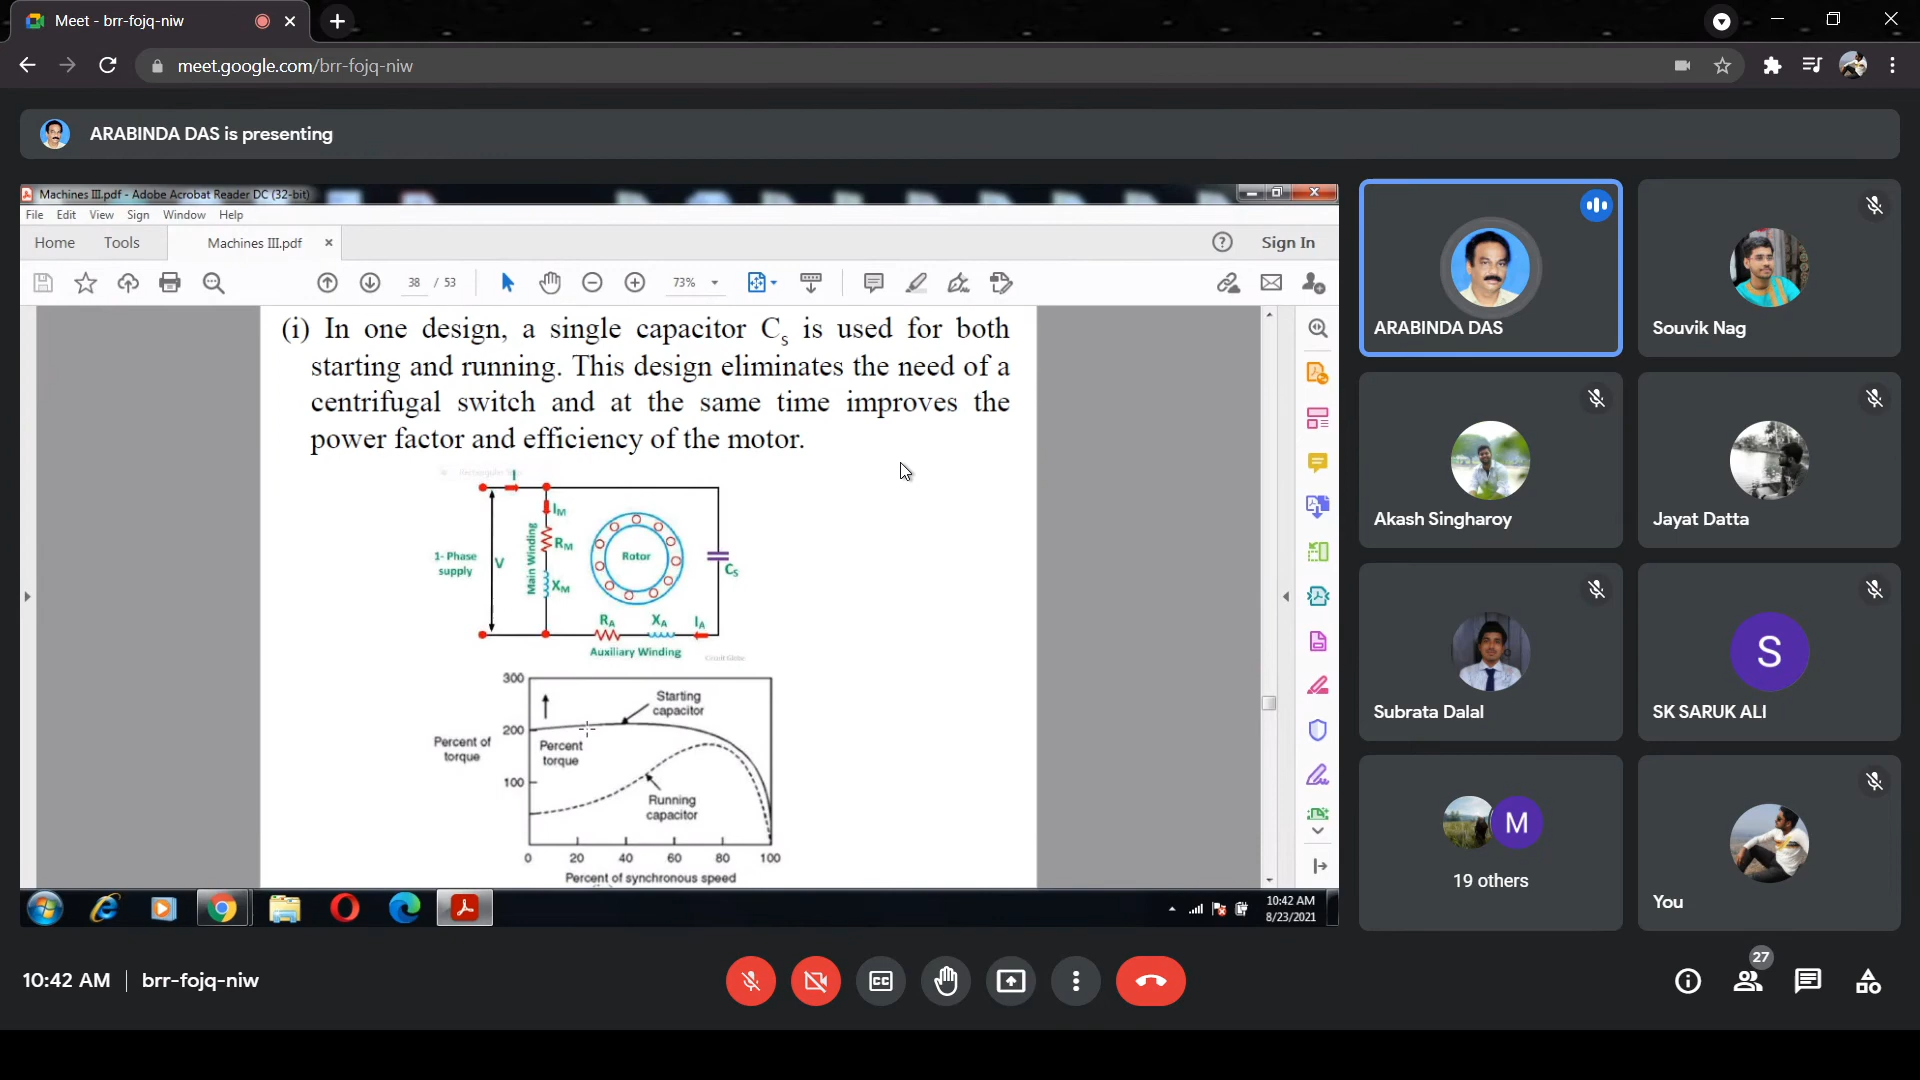 Meet - brr-fojq-niw
meet.google.com/brr-fojq-niw
ARABINDA DAS is presenting
Machines III.pdf - Adobe Acrobat Reader DC (32-bit)
File Edit View Sign Window Help
Home Tools Machines III.pdf × Sign In
38 / 53 73%
(i) In one design, a single capacitor Cs is used for both
starting and running. This design eliminates the need of a
centrifugal switch and at the same time improves the
power factor and efficiency of the motor.
I
IM
RM
XM
Main Winding
V
1- Phase
supply
Rotor
Cs
RA XA IA
Auxiliary Winding
Circuit Globe
300
200
100
Percent of
torque
Percent
torque
Starting
capacitor
Running
capacitor
0 20 40 60 80 100
Percent of synchronous speed
10:42 AM
8/23/2021
ARABINDA DAS
Souvik Nag
Akash Singharoy
Jayat Datta
Subrata Dalal
S
SK SARUK ALI
M
19 others
You
10:42 AM | brr-fojq-niw
CC
27